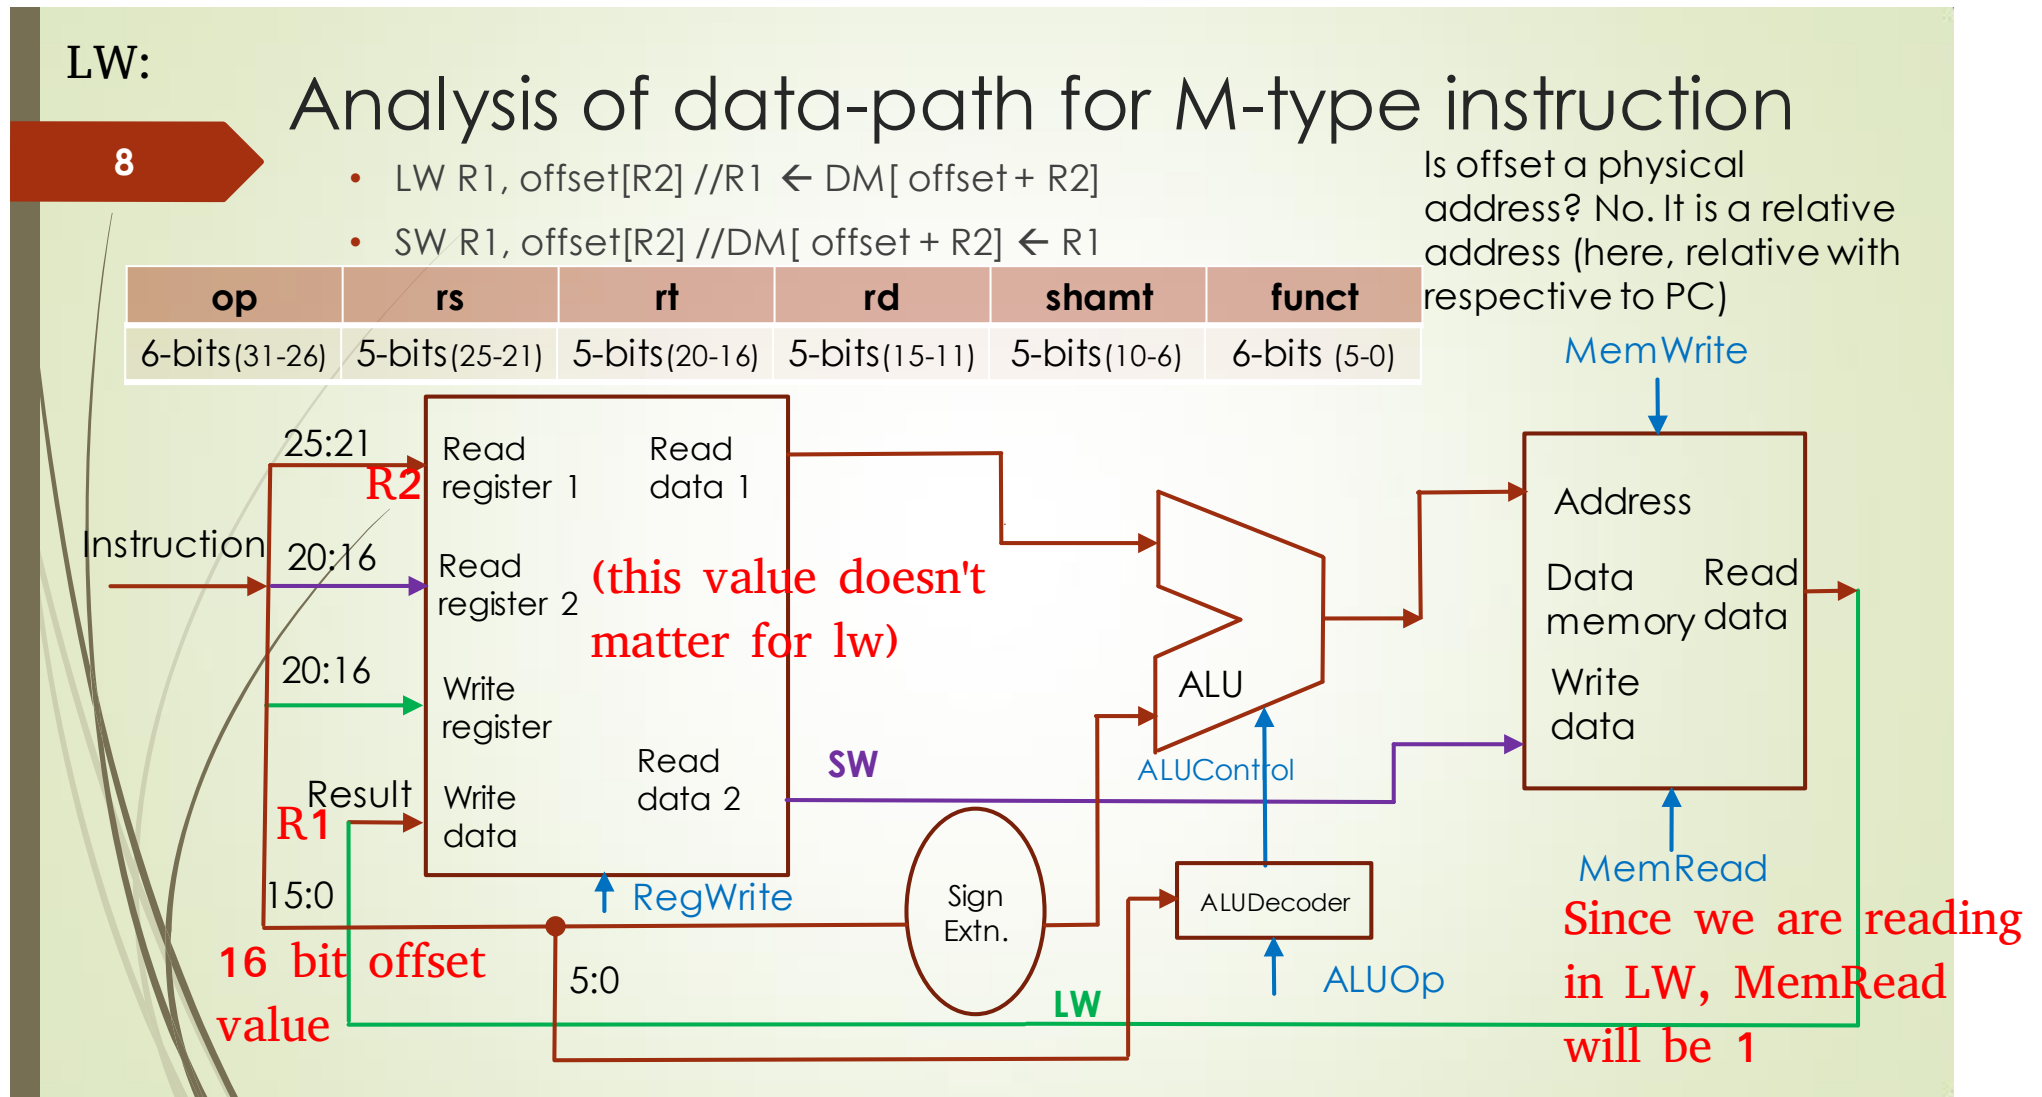 LW:
Analysis of data-path for M-type instruction
8
• LW R1, offset[R2] //R1 ← DM[ offset + R2]
• SW R1, offset[R2] //DM[ offset + R2] ← R1
Is offset a physical
address? No. It is a relative
address (here, relative with
respective to PC)
op rs rt rd shamt funct
6-bits(31-26) 5-bits(25-21) 5-bits(20-16) 5-bits(15-11) 5-bits(10-6) 6-bits (5-0)
MemWrite
25:21
R2
Read
register 1
Read
data 1
Address
Instruction
20:16
Read
register 2
(this value doesn't
matter for lw)
Data
memory
Read
data
20:16
Write
register
ALU
Write
data
Read
data 2
SW
ALUControl
Result
R1
Write
data
MemRead
15:0
RegWrite
Sign
Extn.
ALUDecoder
Since we are reading
in LW, MemRead
will be 1
16 bit offset
value
5:0
ALUOp
LW